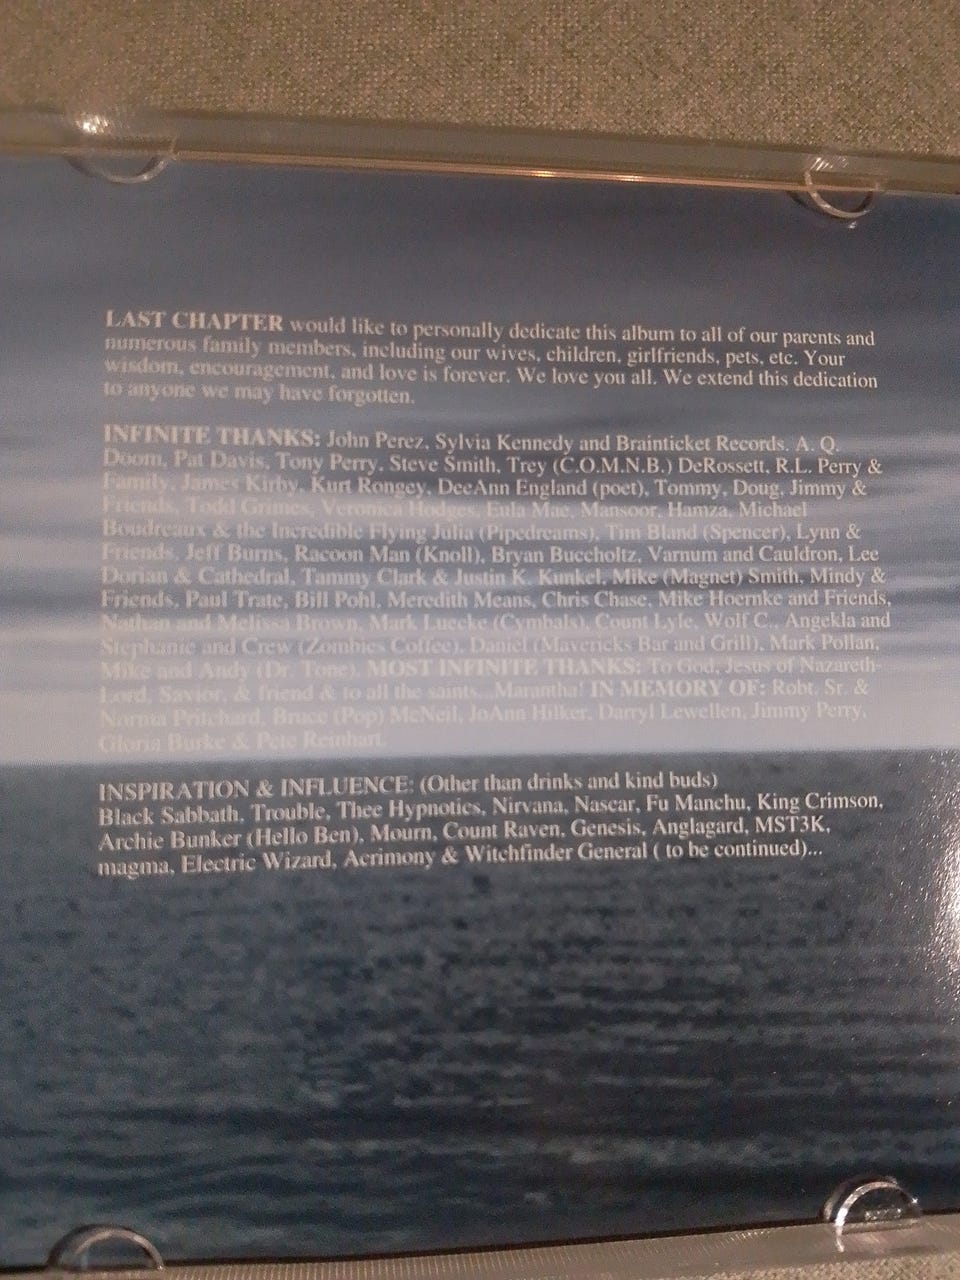 LAST CHAPTER would like to personally dedicate this album to all of our parents and
numerous family members, including our wives, children, girlfriends, pets, etc. Your
wisdom, encouragement, and love is forever. We love you all. We extend this dedication
to anyone we may have forgotten.
INFINITE THANKS: John Perez, Sylvia Kennedy and Brainticket Records, A. Q.
Doom, Pat Davis, Tony Perry, Steve Smith, Trey (C.O.M.N.B.) DeRossett, R.L. Perry &
Family, James Kirby, Kurt Rongey, DeeAnn England (poet), Tommy, Doug, Jimmy &
Friends, Todd Grimes, Veronica Hodges, Eula Mae, Mansoor, Hamza, Michael
Boudreaux & the Incredible Flying Julia (Pipedreams), Tim Bland (Spencer), Lynn &
Friends, Jeff Burns, Racoon Man (Knoll), Bryan Buccholtz, Varnum and Cauldron, Lee
Dorian & Cathedral, Tammy Clark & Justin K. Kunkel, Mike (Magnet) Smith, Mindy &
Friends, Paul Trate, Bill Pohl, Meredith Means, Chris Chase, Mike Hoernke and Friends,
Nathan and Melissa Brown, Mark Luecke (Cymbals), Count Lyle, Wolf C., Angekla and
Stephanie and Crew (Zombies Coffee), Daniel (Mavericks Bar and Grill), Mark Pollan,
Mike and Andy (Dr. Tone). MOST INFINITE THANKS: To God, Jesus of Nazareth-
Lord, Savior, & friend & to all the saints...Marantha! IN MEMORY OF: Robt. Sr. &
Norma Pritchard, Bruce (Pop) McNeil, JoAnn Hilker, Darryl Lewellen, Jimmy Perry,
Gloria Burke & Pete Reinhart.
INSPIRATION & INFLUENCE: (Other than drinks and kind buds)
Black Sabbath, Trouble, Thee Hypnotics, Nirvana, Nascar, Fu Manchu, King Crimson,
Archie Bunker (Hello Ben), Mourn, Count Raven, Genesis, Anglagard, MST3K,
magma, Electric Wizard, Acrimony & Witchfinder General ( to be continued)...